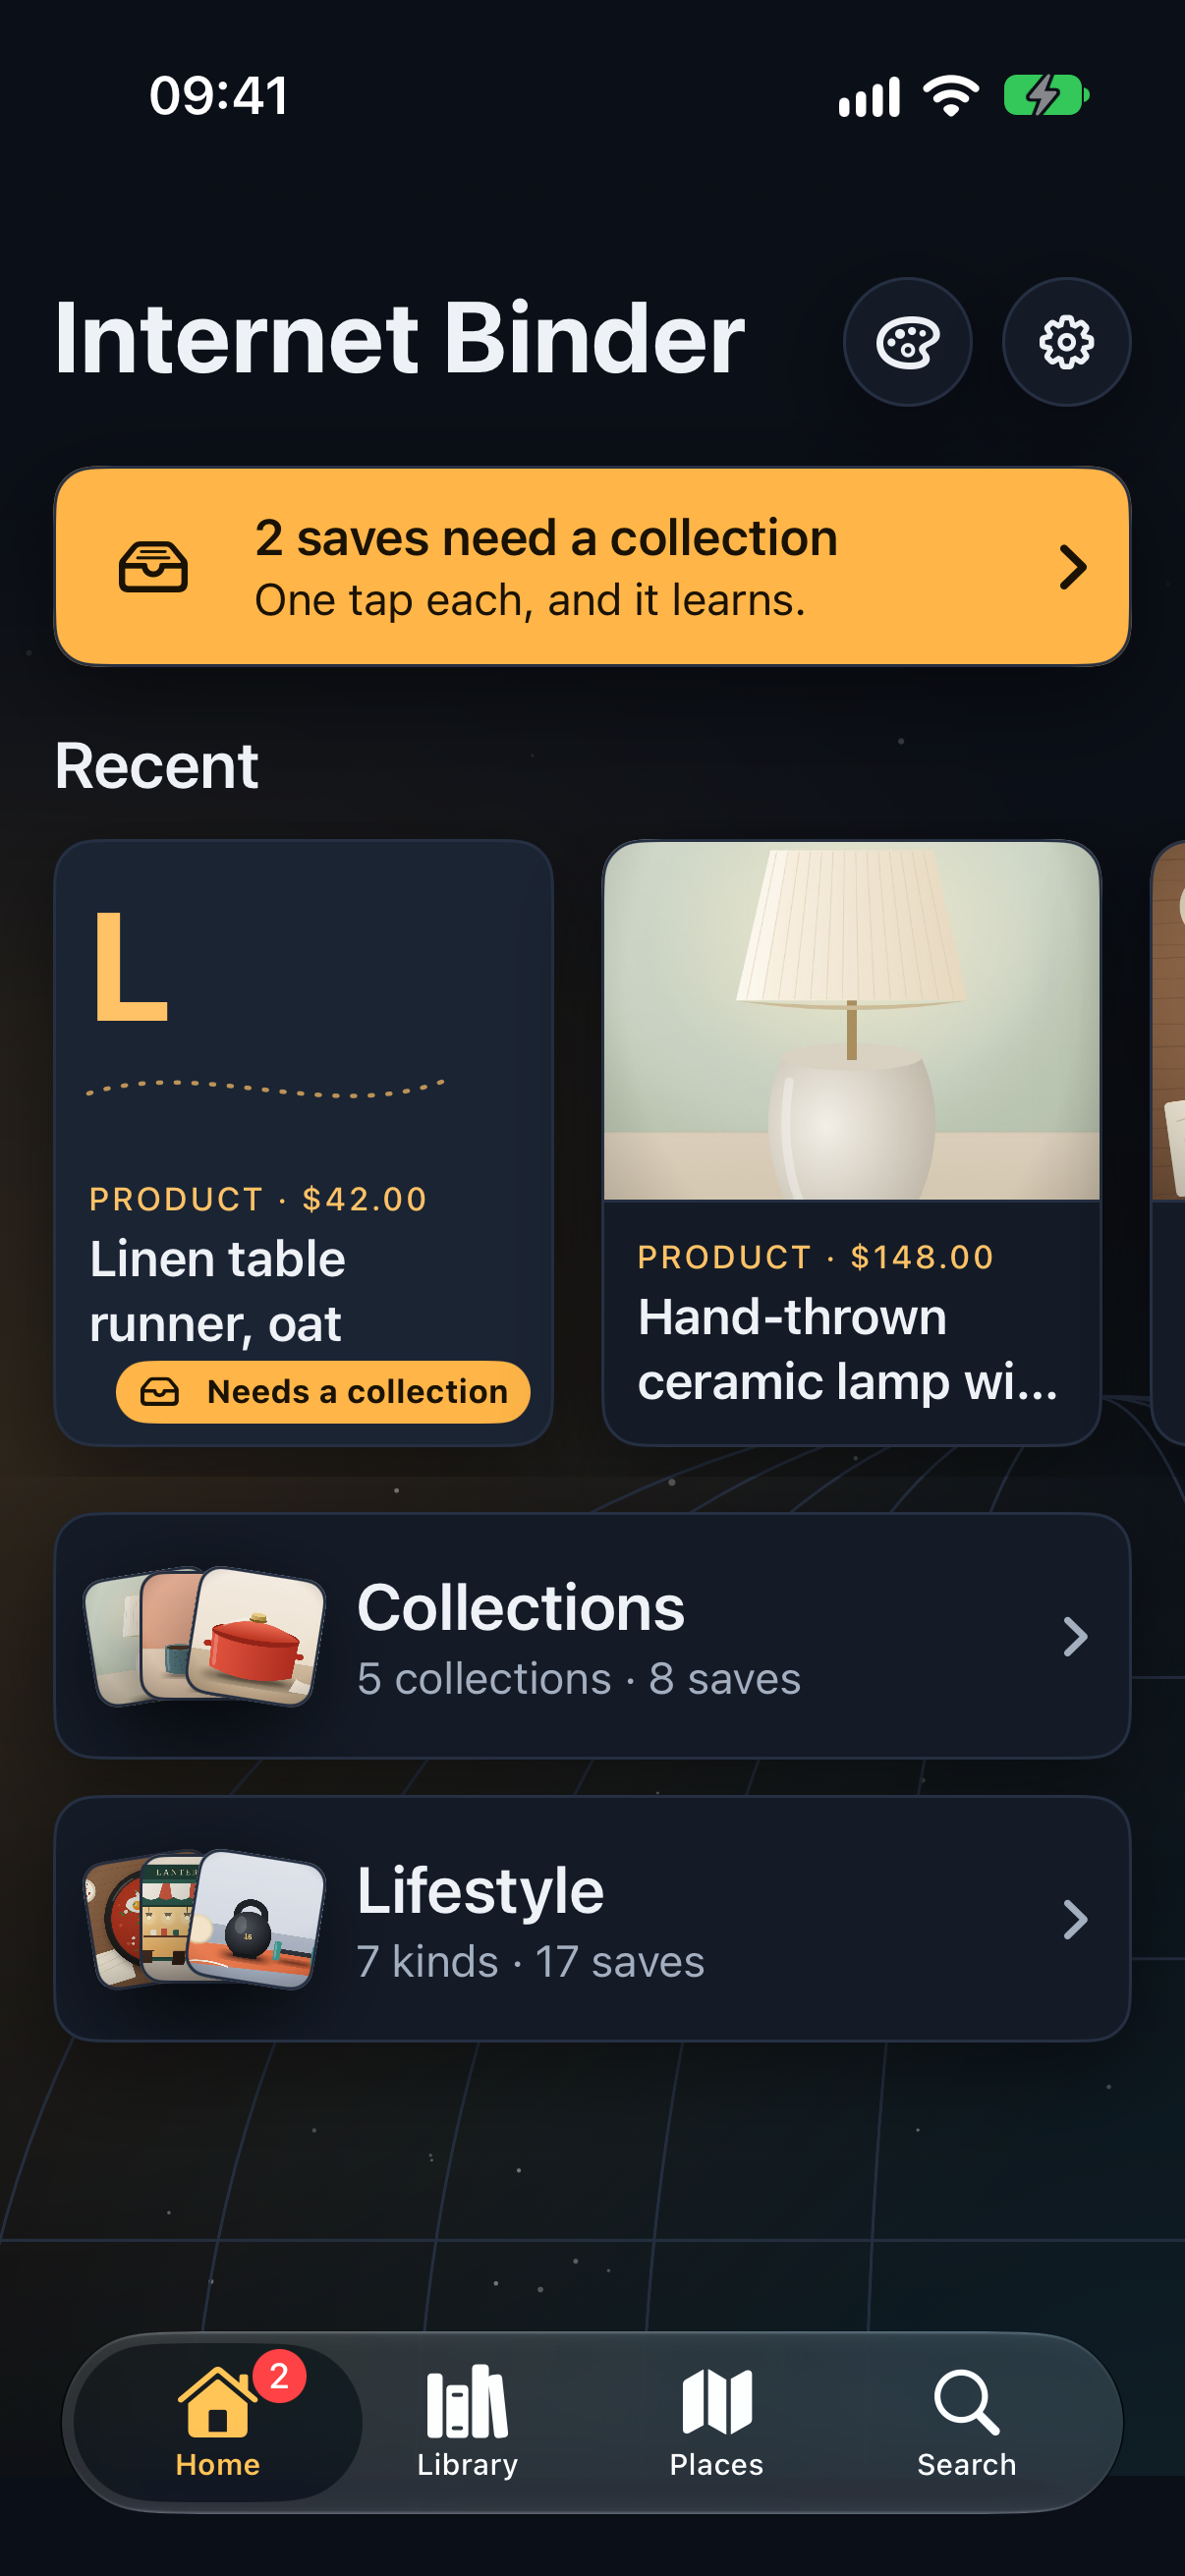 09:41
Internet Binder
2 saves need a collection
One tap each, and it learns.
Recent
L
PRODUCT · $42.00
Linen table
runner, oat
Needs a collection
PRODUCT · $148.00
Hand-thrown
ceramic lamp wi...
Collections
5 collections · 8 saves
Lifestyle
7 kinds · 17 saves
2
Home
Library
Places
Search